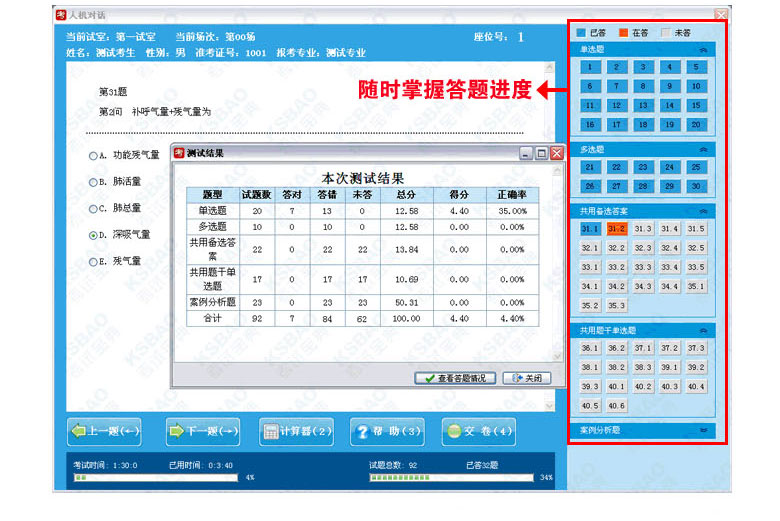 人机对话
当前试室: 第一试室 当前场次: 第00场 座位号: 1
姓名: 测试考生 性别: 男 准考证号: 1001 报考专业: 测试专业
已答 在答 未答
随时掌握答题进度
第31题
第2问 补呼气量+残气量为
A. 功能残气量
B. 肺活量
C. 肺总量
D. 深吸气量
E. 残气量
测试结果
本次测试结果
题型 试题数 答对 答错 未答 总分 得分 正确率
单选题 20 7 13 0 12.58 4.40 35.00%
多选题 10 0 10 0 12.58 0.00 0.00%
共用备选答案 22 0 22 22 13.84 0.00 0.00%
共用题干单选题 17 0 17 17 10.69 0.00 0.00%
案例分析题 23 0 23 23 50.31 0.00 0.00%
合计 92 7 84 62 100.00 4.40 4.40%
查看答题情况 关闭
单选题
1 2 3 4 5
6 7 8 9 10
11 12 13 14 15
16 17 18 19 20
多选题
21 22 23 24 25
26 27 28 29 30
共用备选答案
31.1 31.2 31.3 31.4 31.5
32.1 32.2 32.3 32.4 32.5
33.1 33.2 33.3 33.4 33.5
34.1 34.2 34.3 34.4 35.1
35.2 35.3
共用题干单选题
36.1 36.2 37.1 37.2 37.3
38.1 38.2 38.3 39.1 39.2
39.3 40.1 40.2 40.3 40.4
40.5 40.6
案例分析题
上一题(←) 下一题(→) 计算器(2) 帮 助(3) 交 卷(4)
考试时间: 1:30:0 已用时间: 0:3:40 试题总数: 92 已答32题
4% 34%